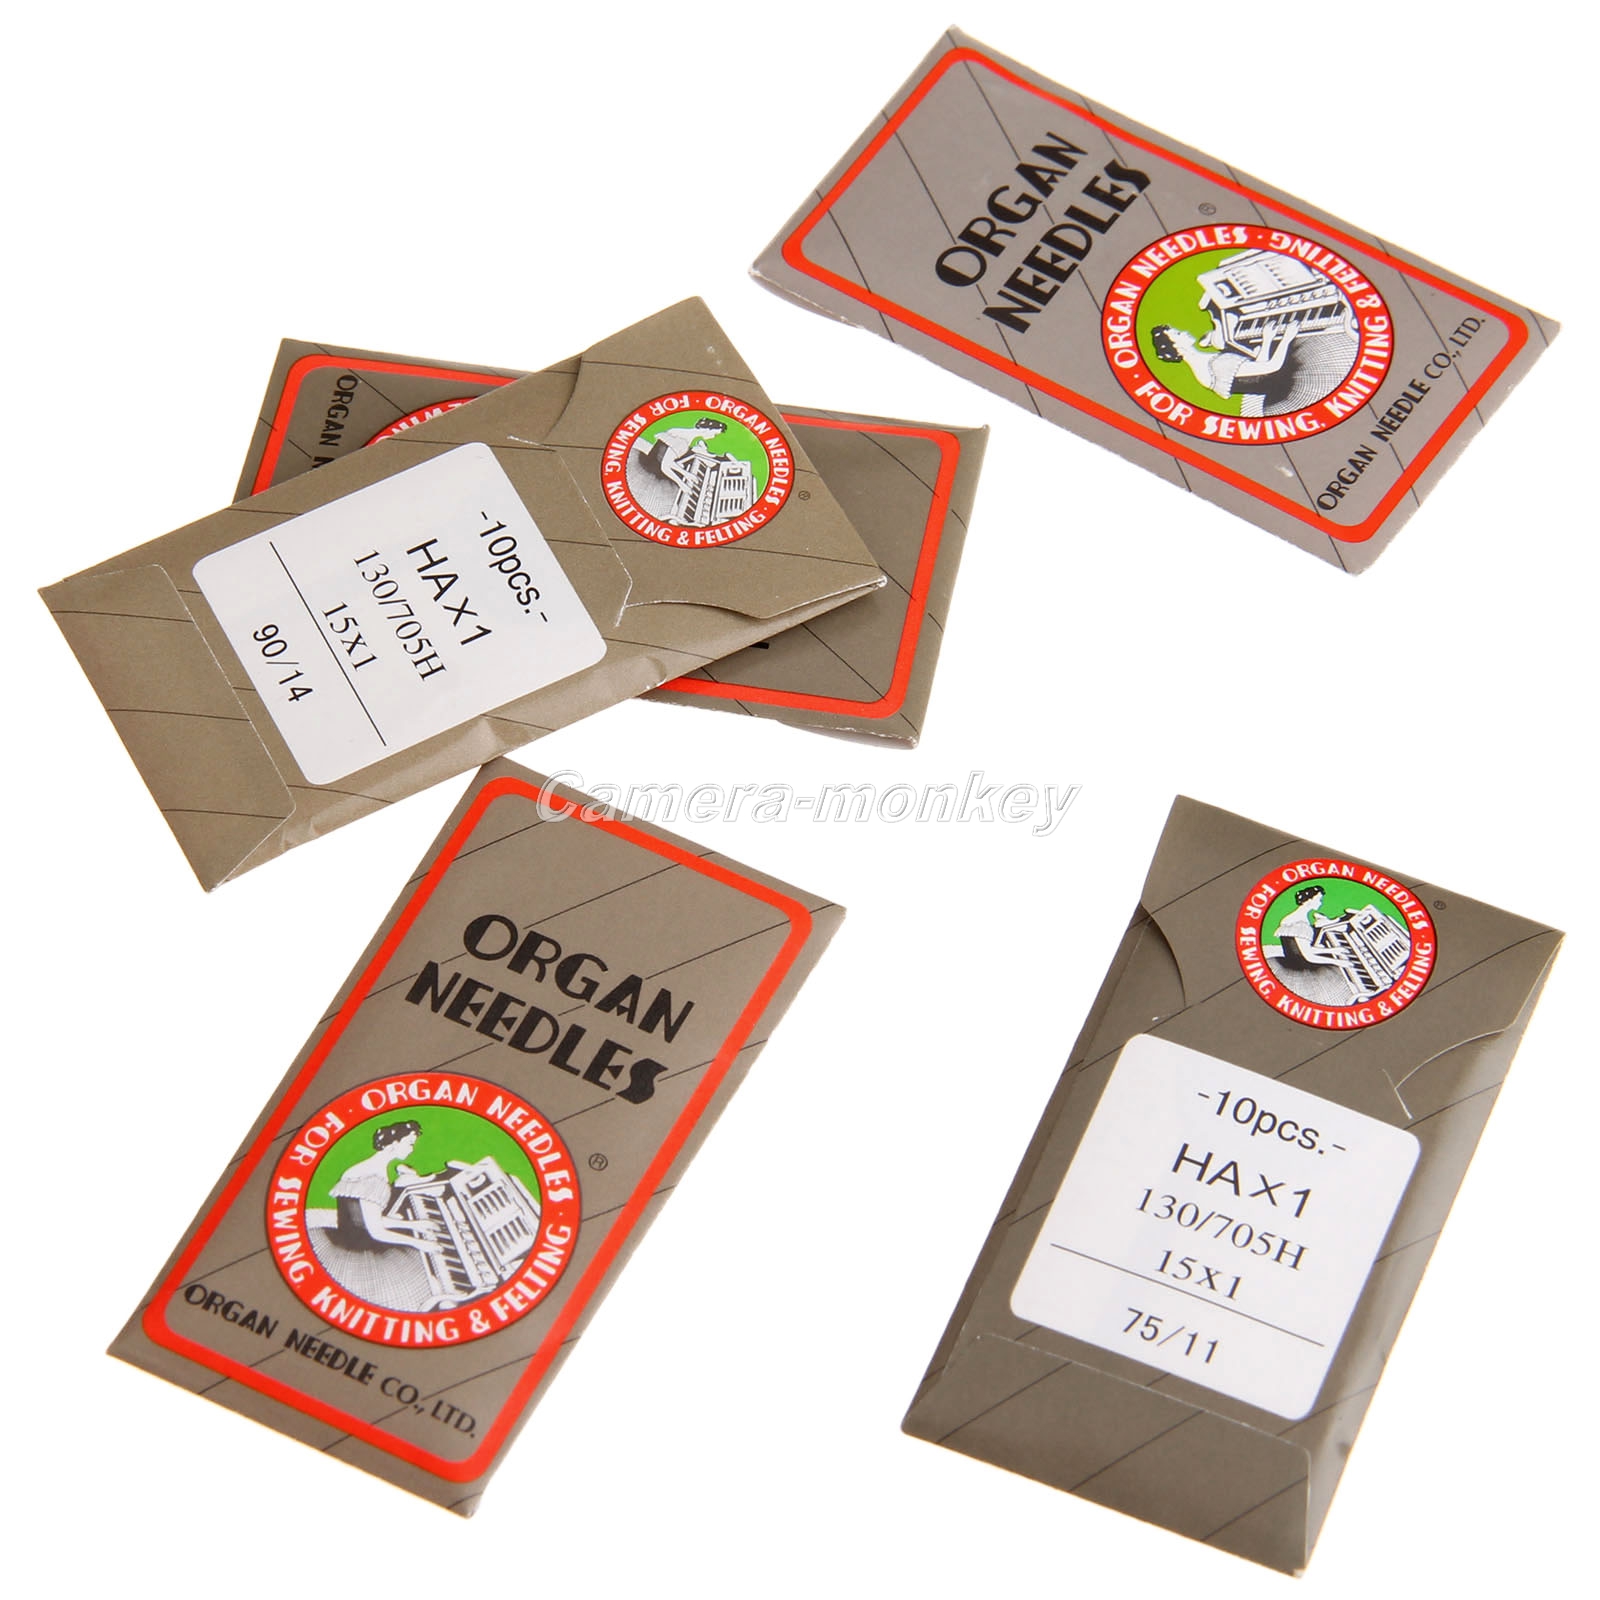 ORGAN
NEEDLES
®
ORGAN NEEDLES · FOR SEWING, KNITTING & FELTING ·
ORGAN NEEDLE CO., LTD.
ORGAN
· ORGAN NEEDLES · FOR SEWING, KNITTING & FELTING
®
-10pcs.-
HAX1
130/705H
15X1
90/14
Camera-monkey
ORGAN
NEEDLES
· ORGAN NEEDLES · FOR SEWING, KNITTING & FELTING
®
ORGAN NEEDLE CO., LTD.
· ORGAN NEEDLES · FOR SEWING, KNITTING & FELTING
®
-10pcs.-
HAX1
130/705H
15X1
75/11